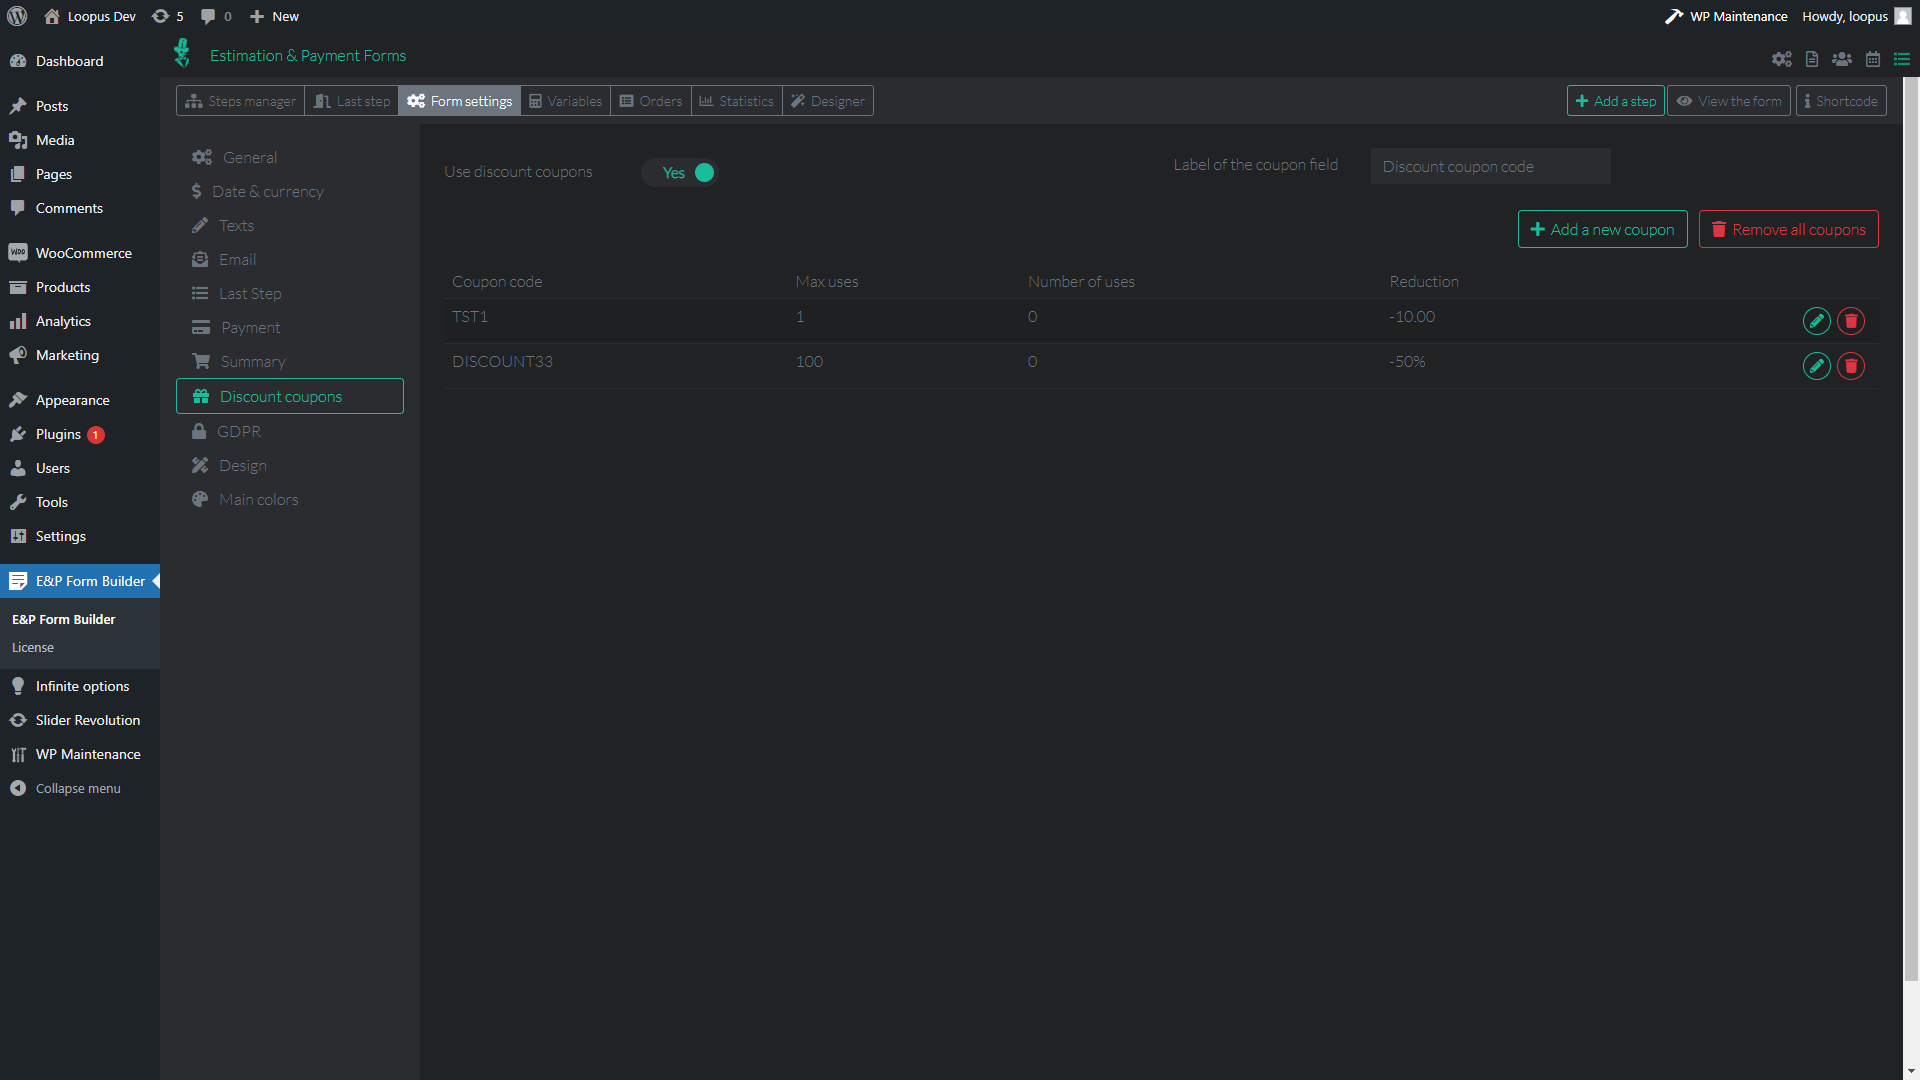 Loopus Dev 5 0 New WP Maintenance Howdy, loopus
Dashboard
Posts
Media
Pages
Comments
WooCommerce
Products
Analytics
Marketing
Appearance
Plugins 1
Users
Tools
Settings
E&P Form Builder
E&P Form Builder
License
Infinite options
Slider Revolution
WP Maintenance
Collapse menu
Estimation & Payment Forms
Steps manager Last step Form settings Variables Orders Statistics Designer Add a step View the form Shortcode
General
Date & currency
Texts
Email
Last Step
Payment
Summary
Discount coupons
GDPR
Design
Main colors
Use discount coupons Yes Label of the coupon field Discount coupon code
Add a new coupon Remove all coupons
Coupon code Max uses Number of uses Reduction
TST1 1 0 -10.00
DISCOUNT33 100 0 -50%